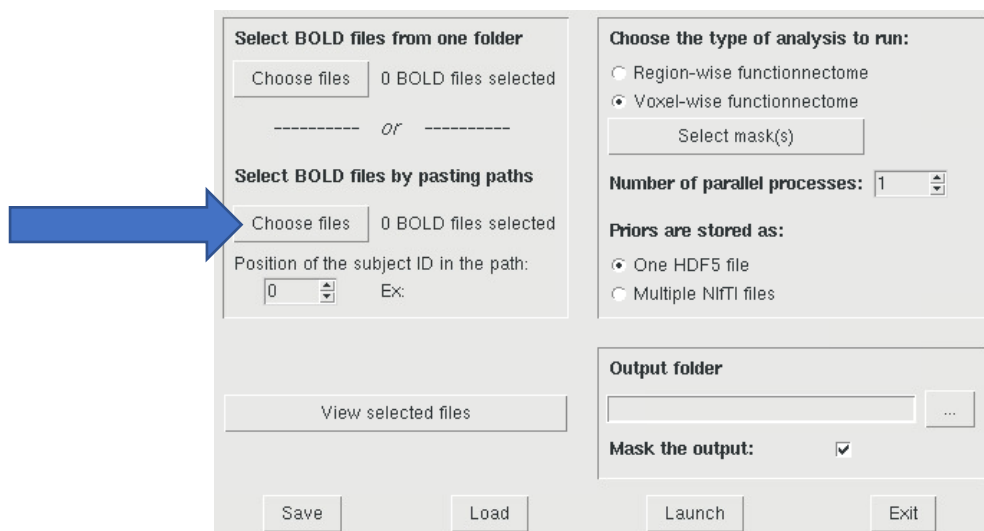 Select BOLD files from one folder
Choose files 0 BOLD files selected
---------- or ----------
Select BOLD files by pasting paths
Choose files 0 BOLD files selected
Position of the subject ID in the path:
0 Ex:
View selected files
Choose the type of analysis to run:
Region-wise functionnectome
Voxel-wise functionnectome
Select mask(s)
Number of parallel processes: 1
Priors are stored as:
One HDF5 file
Multiple NIfTI files
Output folder
...
Mask the output:
Save Load Launch Exit